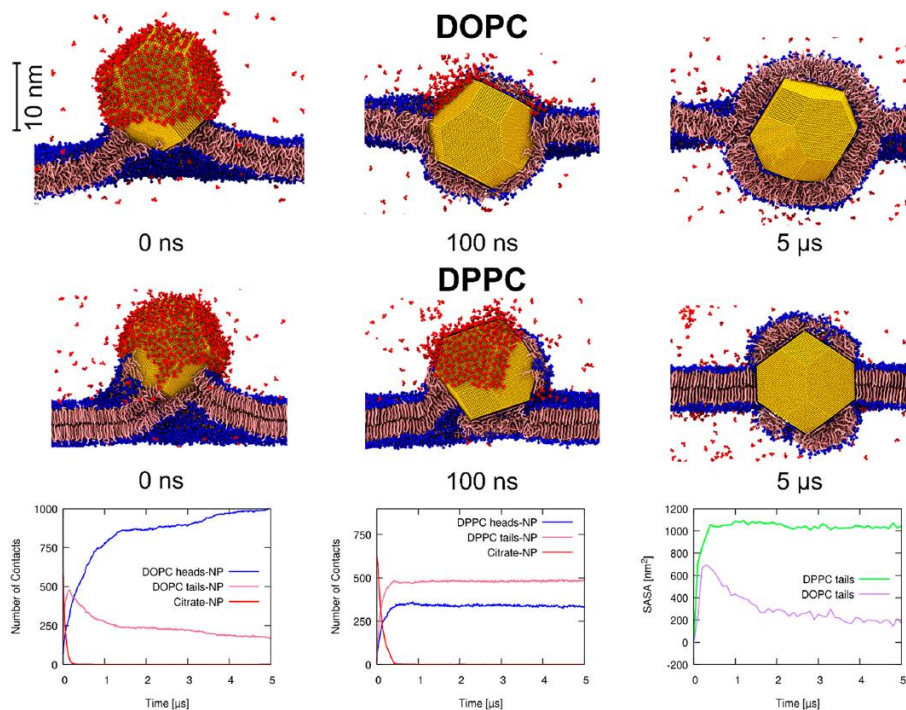 DOPC
10 nm
0 ns
100 ns
5 µs
DPPC
0 ns
100 ns
5 µs
Number of Contacts
1000
750
500
250
0
DOPC heads-NP
DOPC tails-NP
Citrate-NP
0 1 2 3 4 5
Time [µs]
Number of Contacts
750
500
250
0
DPPC heads-NP
DPPC tails-NP
Citrate-NP
0 1 2 3 4 5
Time [µs]
SASA [nm²]
1200
1000
800
600
400
200
0
-200
DPPC tails
DOPC tails
0 1 2 3 4 5
Time [µs]